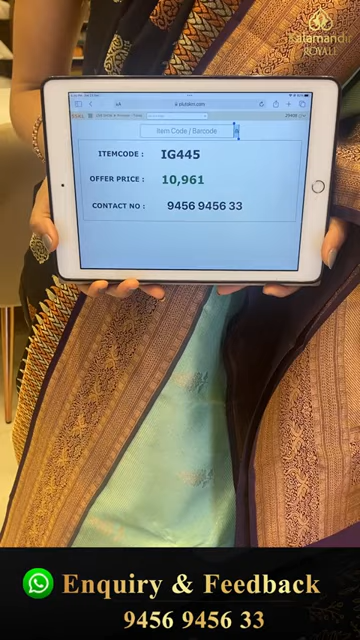 Kalamandir
ROYALE
Item Code / Barcode
ITEMCODE : IG445
OFFER PRICE : 10,961
CONTACT NO : 9456 9456 33
Enquiry & Feedback
9456 9456 33